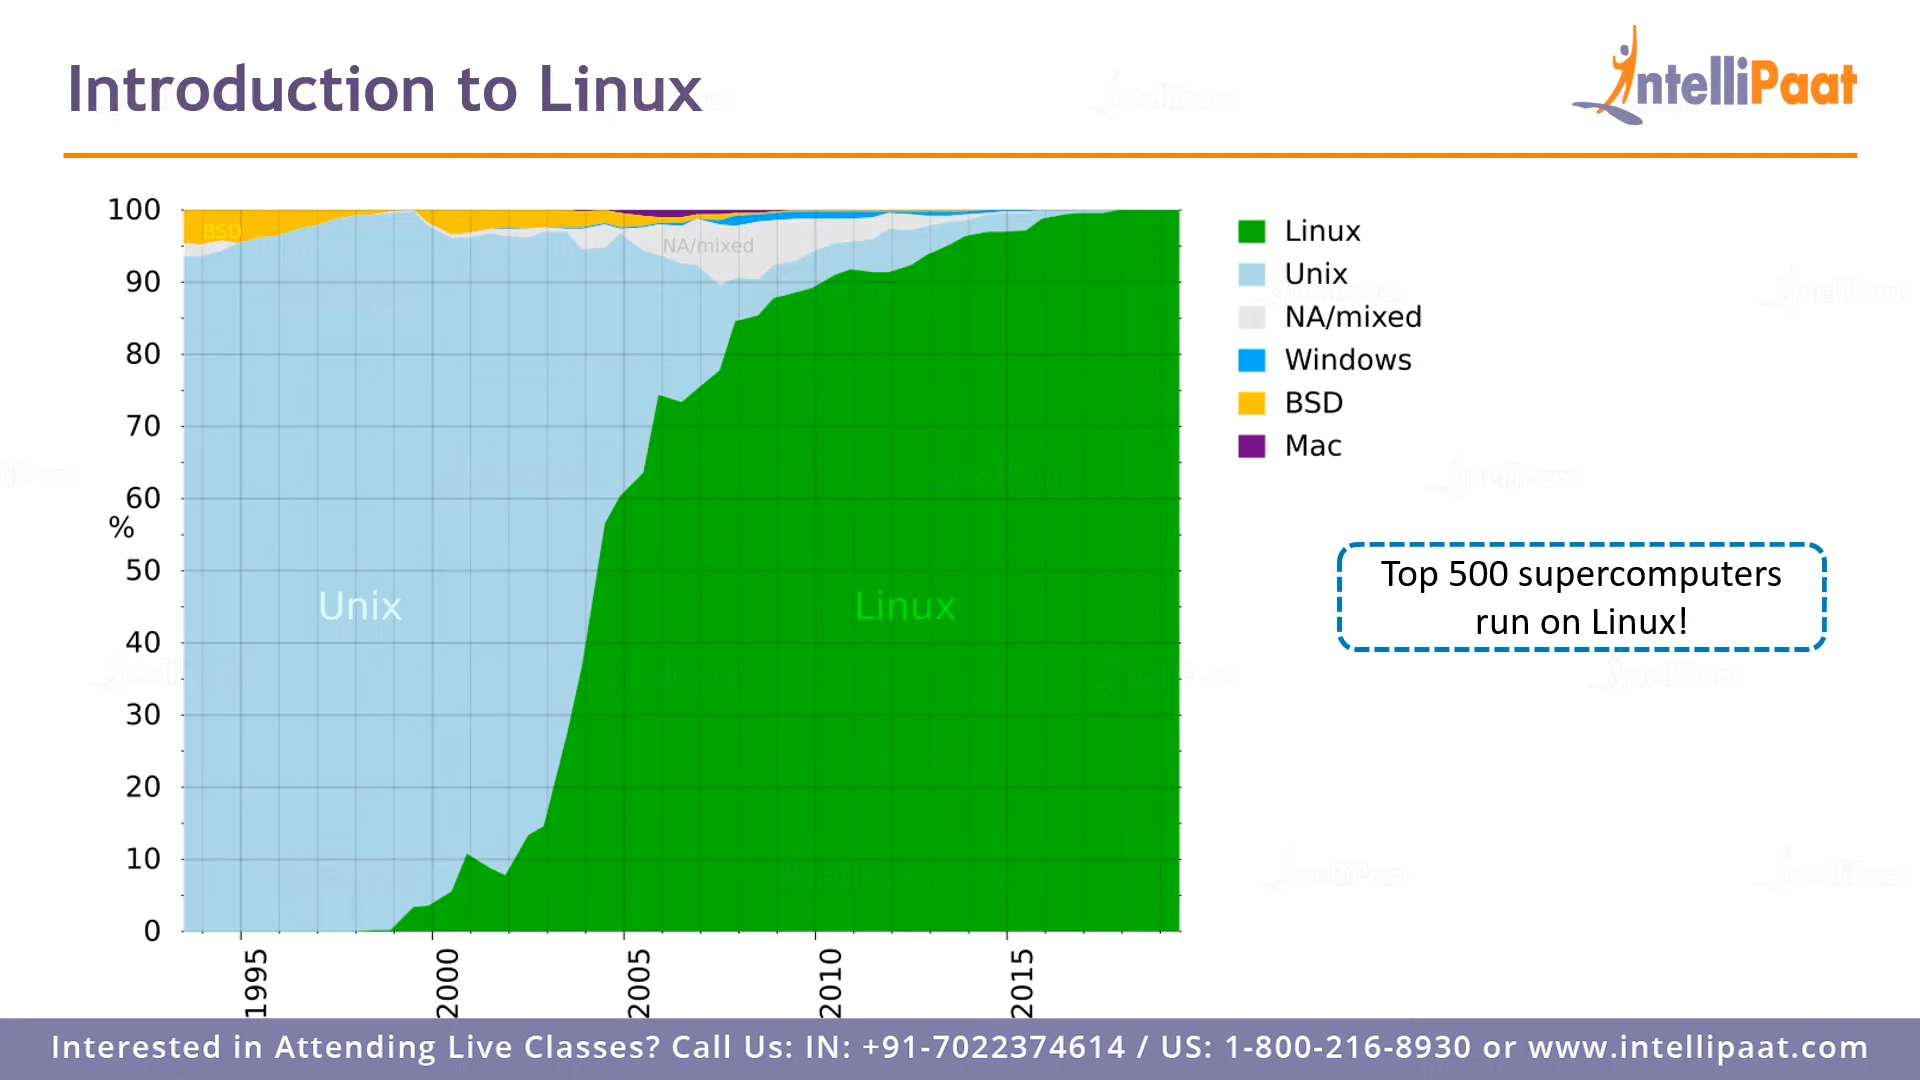 Introduction to Linux
IntelliPaat
100
90
80
70
60
%
50
40
30
20
10
0
BSD
NA/mixed
Unix
Linux
1995
2000
2005
2010
2015
Linux
Unix
NA/mixed
Windows
BSD
Mac
Top 500 supercomputers
run on Linux!
Interested in Attending Live Classes? Call Us: IN: +91-7022374614 / US: 1-800-216-8930 or www.intellipaat.com